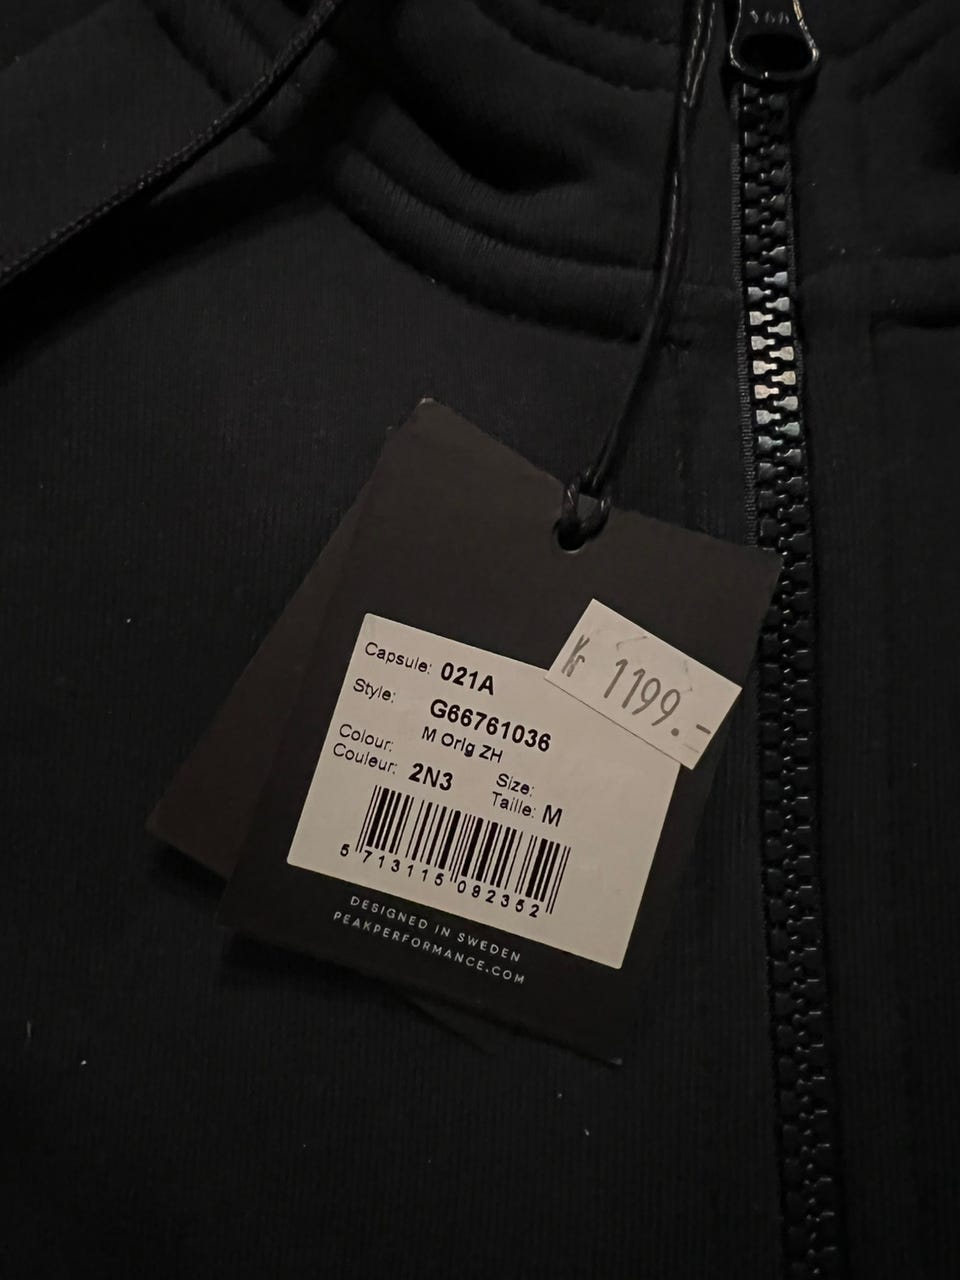 Kr 1199.-
Capsule: 021A
Style: G66761036
M Orig ZH
Colour:
Couleur: 2N3
Size:
Taille: M
5 713115 092352
DESIGNED IN SWEDEN
PEAKPERFORMANCE.COM